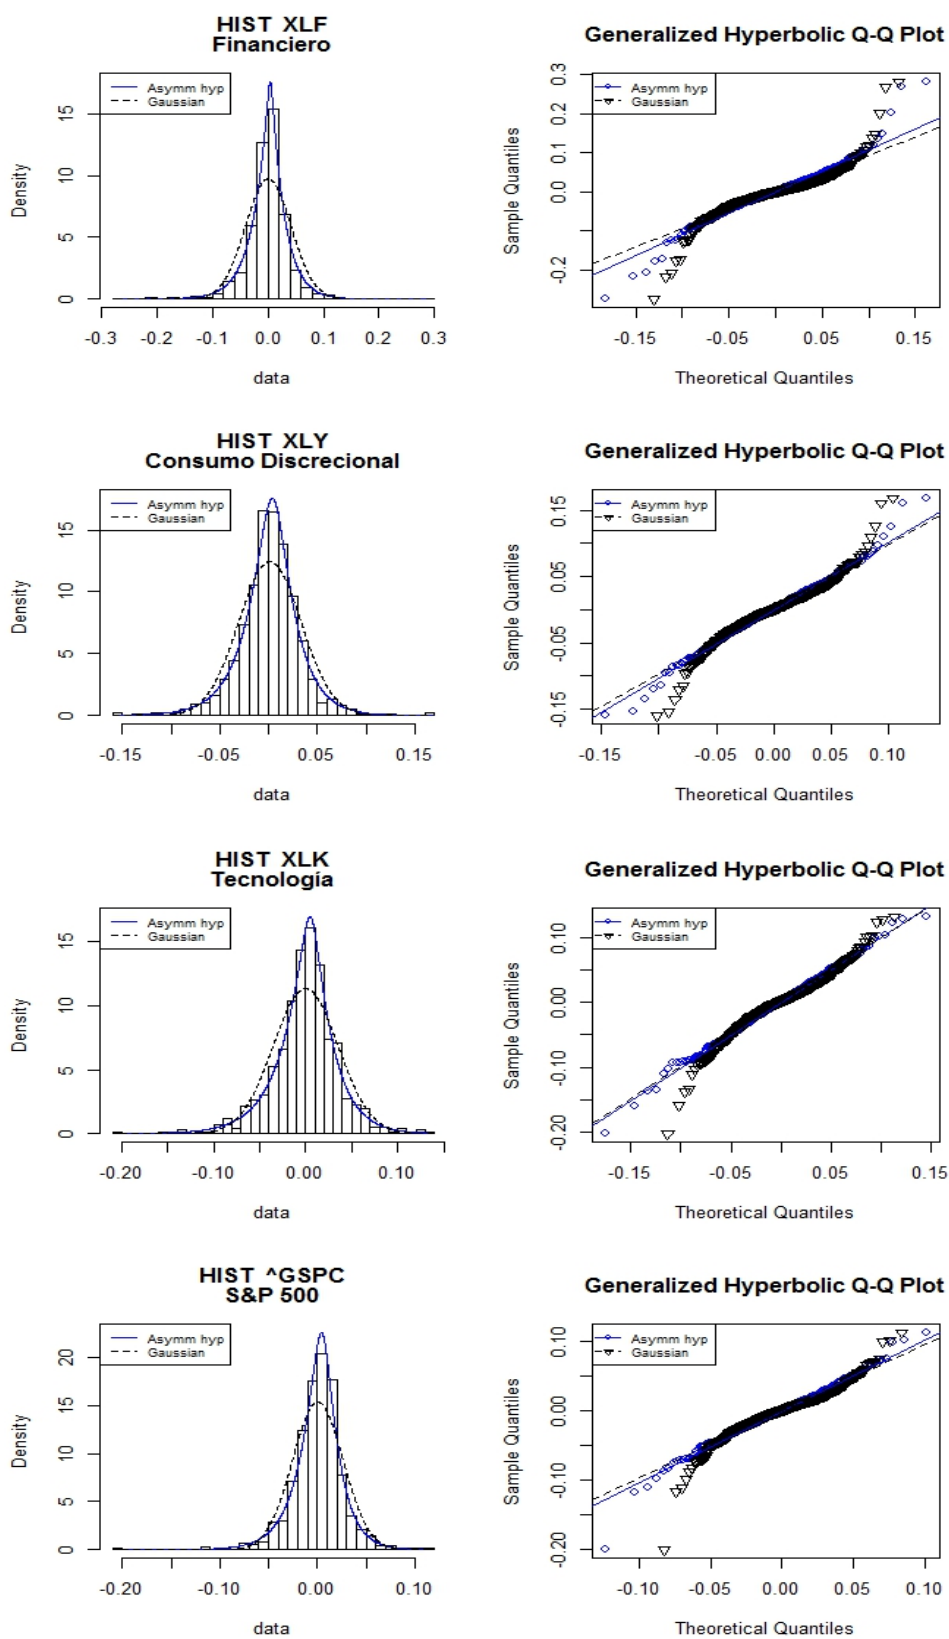 HIST XLF
Financiero
Asymm hyp
Gaussian
Density
0
5
10
15
-0.3
-0.2
-0.1
0.0
0.1
0.2
0.3
data
Generalized Hyperbolic Q-Q Plot
Asymm hyp
Gaussian
Sample Quantiles
-0.2
0.0
0.1
0.2
0.3
-0.15
-0.05
0.05
0.15
Theoretical Quantiles
HIST XLY
Consumo Discrecional
Asymm hyp
Gaussian
Density
0
5
10
15
-0.15
-0.05
0.05
0.15
data
Generalized Hyperbolic Q-Q Plot
Asymm hyp
Gaussian
Sample Quantiles
-0.15
-0.05
0.05
0.15
-0.15
-0.05
0.00
0.05
0.10
Theoretical Quantiles
HIST XLK
Tecnología
Asymm hyp
Gaussian
Density
0
5
10
15
-0.20
-0.10
0.00
0.10
data
Generalized Hyperbolic Q-Q Plot
Asymm hyp
Gaussian
Sample Quantiles
-0.20
-0.10
0.00
0.10
-0.15
-0.05
0.05
0.15
Theoretical Quantiles
HIST ^GSPC
S&P 500
Asymm hyp
Gaussian
Density
0
5
10
15
20
-0.20
-0.10
0.00
0.10
data
Generalized Hyperbolic Q-Q Plot
Asymm hyp
Gaussian
Sample Quantiles
-0.20
-0.10
0.00
0.10
-0.10
-0.05
0.00
0.05
0.10
Theoretical Quantiles